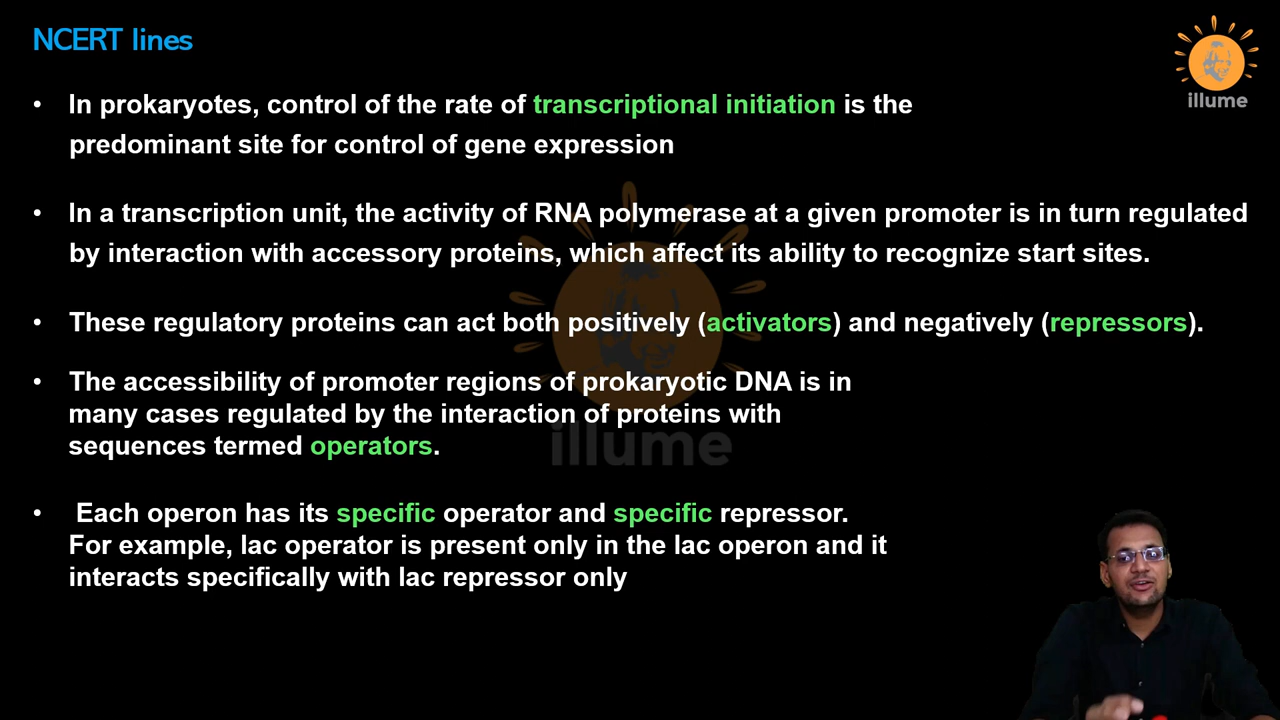 NCERT lines
illume
• In prokaryotes, control of the rate of transcriptional initiation is the
predominant site for control of gene expression
• In a transcription unit, the activity of RNA polymerase at a given promoter is in turn regulated
by interaction with accessory proteins, which affect its ability to recognize start sites.
• These regulatory proteins can act both positively (activators) and negatively (repressors).
• The accessibility of promoter regions of prokaryotic DNA is in
many cases regulated by the interaction of proteins with
sequences termed operators.
illume
• Each operon has its specific operator and specific repressor.
For example, lac operator is present only in the lac operon and it
interacts specifically with lac repressor only